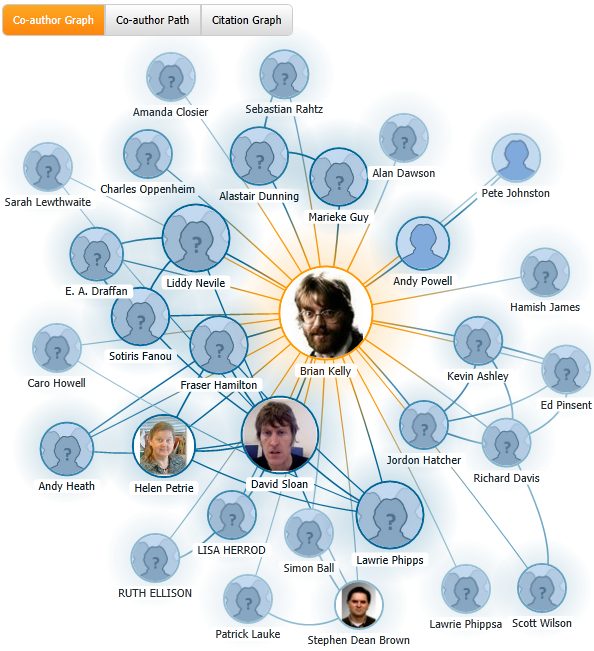 Co-author Graph
Co-author Path
Citation Graph
Amanda Closier
Sebastian Rahtz
Charles Oppenheim
Alastair Dunning
Alan Dawson
Sarah Lewthwaite
Marieke Guy
Pete Johnston
E. A. Draffan
Liddy Nevile
Andy Powell
Hamish James
Sotiris Fanou
Brian Kelly
Caro Howell
Fraser Hamilton
Kevin Ashley
Ed Pinsent
Andy Heath
Helen Petrie
David Sloan
Jordon Hatcher
Richard Davis
LISA HERROD
Simon Ball
Lawrie Phipps
RUTH ELLISON
Patrick Lauke
Stephen Dean Brown
Lawrie Phippsa
Scott Wilson